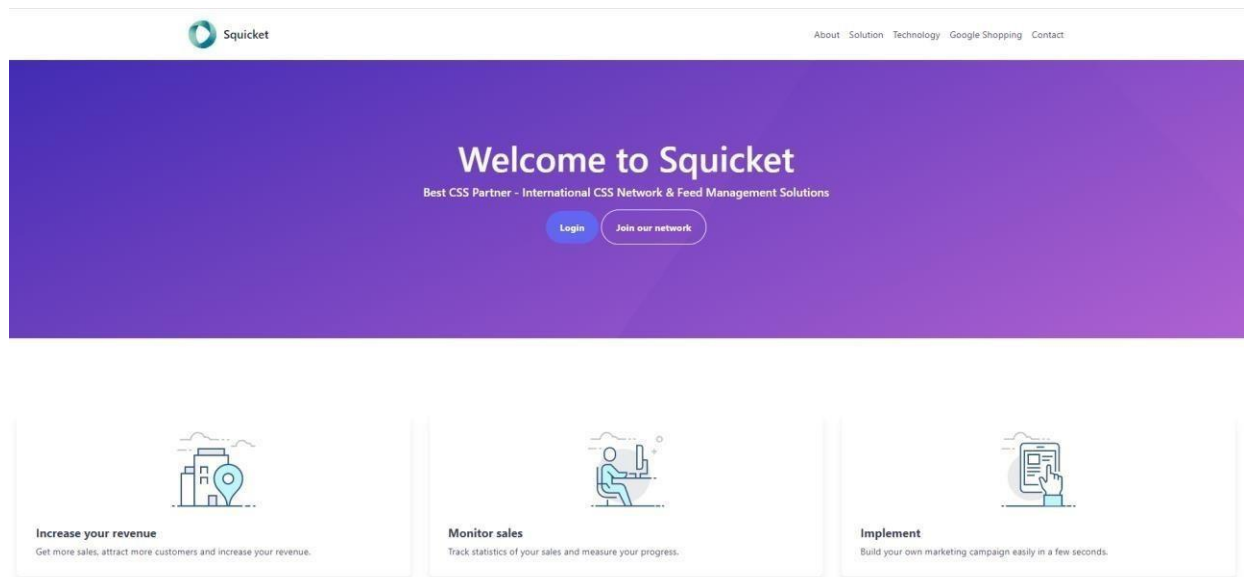 Squicket
About Solution Technology Google Shopping Contact
Welcome to Squicket
Best CSS Partner - International CSS Network & Feed Management Solutions
Login
Join our network
Increase your revenue
Get more sales, attract more customers and increase your revenue.
Monitor sales
Track statistics of your sales and measure your progress.
Implement
Build your own marketing campaign easily in a few seconds.